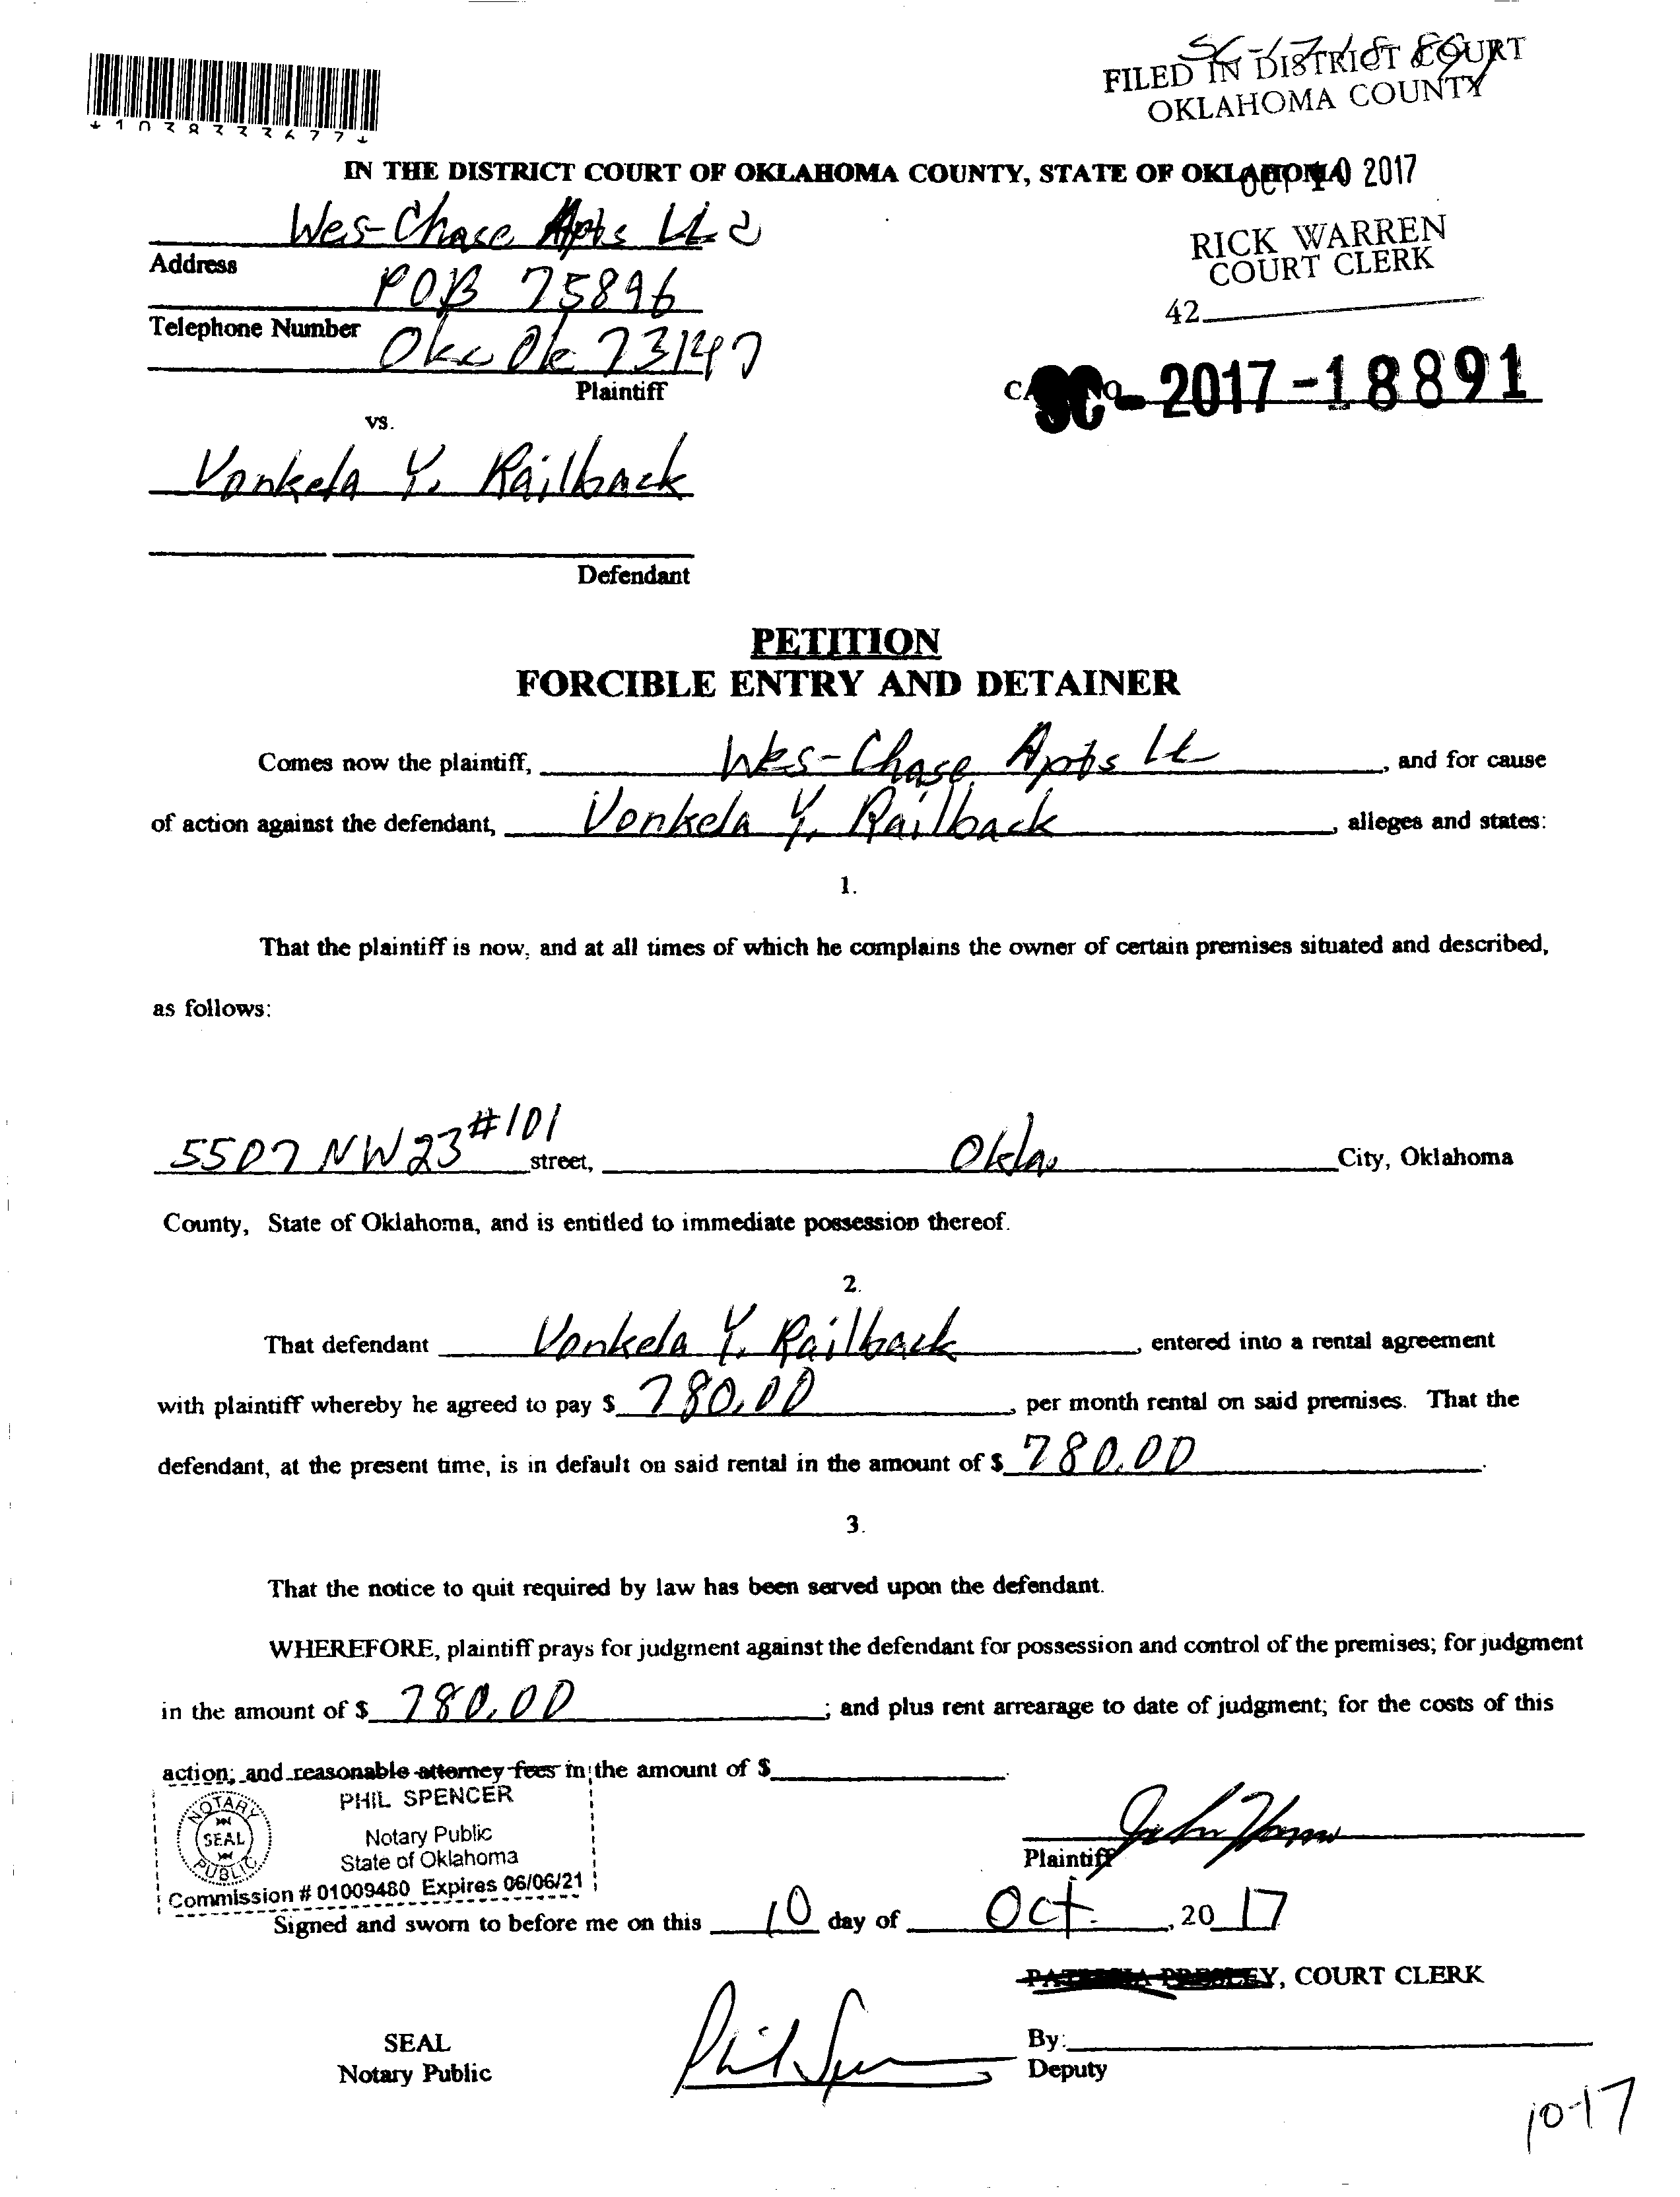 SC-17-18891
FILED IN DISTRICT COURT
OKLAHOMA COUNTY
*1038333677*
IN THE DISTRICT COURT OF OKLAHOMA COUNTY, STATE OF OKLAHOMA
OCT 10 2017
Wes-Chase Apts LLC
RICK WARREN
COURT CLERK
Address
POB 75896
42
Telephone Number
Okc Ok 73147
Plaintiff
SC - 2017 - 18891
vs.
Vonkela Y. Railback
Defendant
PETITION
FORCIBLE ENTRY AND DETAINER
Comes now the plaintiff, Wes-Chase Apts LLC, and for cause
of action against the defendant, Vonkela Y. Railback, alleges and states:
1.
That the plaintiff is now, and at all times of which he complains the owner of certain premises situated and described,
as follows:
5507 NW 23 #101 street, Okla. City, Oklahoma
County, State of Oklahoma, and is entitled to immediate possession thereof.
2.
That defendant Vonkela Y. Railback, entered into a rental agreement
with plaintiff whereby he agreed to pay $ 780.00, per month rental on said premises. That the
defendant, at the present time, is in default on said rental in the amount of $ 780.00.
3.
That the notice to quit required by law has been served upon the defendant.
WHEREFORE, plaintiff prays for judgment against the defendant for possession and control of the premises; for judgment
in the amount of $ 780.00; and plus rent arrearage to date of judgment; for the costs of this
action; and reasonable attorney fees in the amount of $
PHIL SPENCER
Notary Public
State of Oklahoma
Commission # 01009480 Expires 06/06/21
NOTARY
SEAL
PUBLIC
Plaintiff
Signed and sworn to before me on this 10 day of Oct., 20 17
PATRICIA PRESLEY, COURT CLERK
SEAL
Notary Public
Phil Spencer
By:
Deputy
10-17